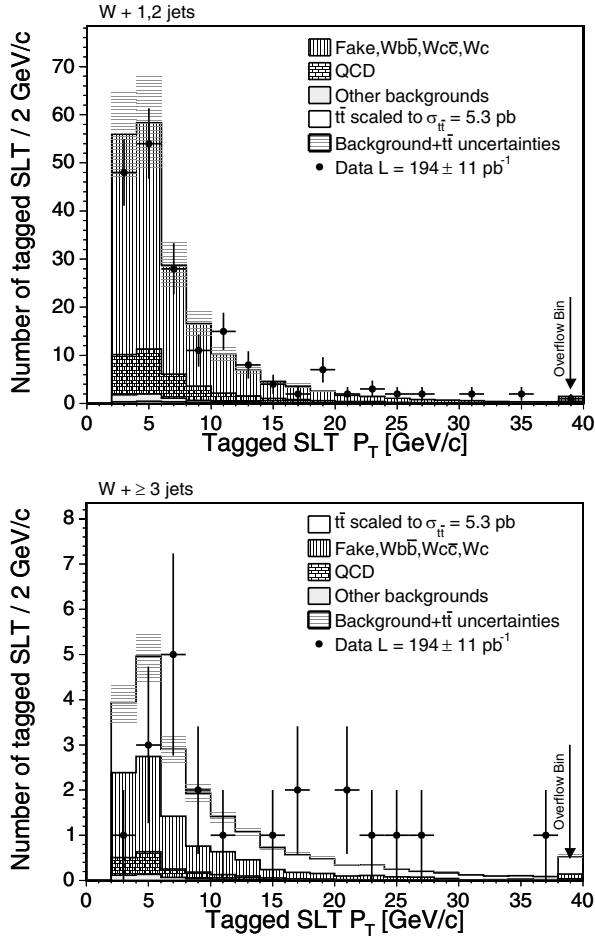 W + 1,2 jets
Number of tagged SLT / 2 GeV/c
70
60
50
40
30
20
10
0
Fake,Wbb̅,Wcc̅,Wc
QCD
Other backgrounds
tt̅ scaled to σtt̅ = 5.3 pb
Background+tt̅ uncertainties
Data L = 194 ± 11 pb⁻¹
Overflow Bin
0 5 10 15 20 25 30 35 40
Tagged SLT PT [GeV/c]
W + ≥ 3 jets
Number of tagged SLT / 2 GeV/c
8
7
6
5
4
3
2
1
0
tt̅ scaled to σtt̅ = 5.3 pb
Fake,Wbb̅,Wcc̅,Wc
QCD
Other backgrounds
Background+tt̅ uncertainties
Data L = 194 ± 11 pb⁻¹
Overflow Bin
0 5 10 15 20 25 30 35 40
Tagged SLT PT [GeV/c]